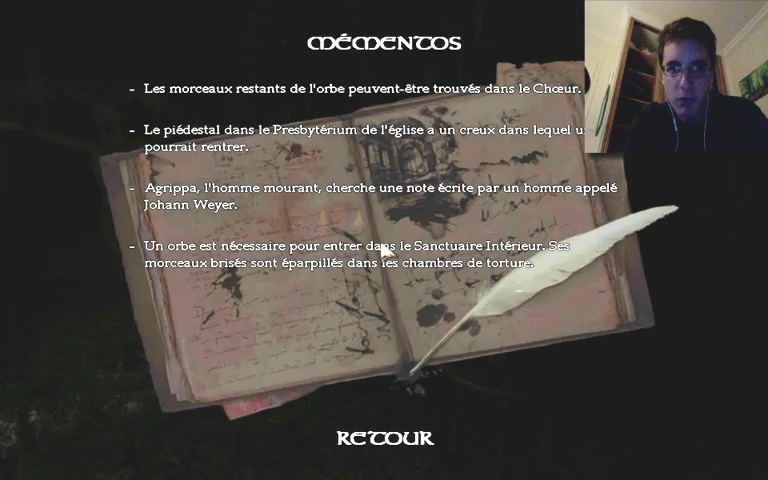 MÉMENTOS
- Les morceaux restants de l'orbe peuvent-être trouvés dans le Chœur.
- Le piédestal dans le Presbytérium de l'église a un creux dans lequel
pourrait rentrer.
- Agrippa, l'homme mourant, cherche une note écrite par un homme appelé
Johann Weyer.
- Un orbe est nécessaire pour entrer dans le Sanctuaire Intérieur. Ses
morceaux brisés sont éparpillés dans les chambres de torture.
RETOUR